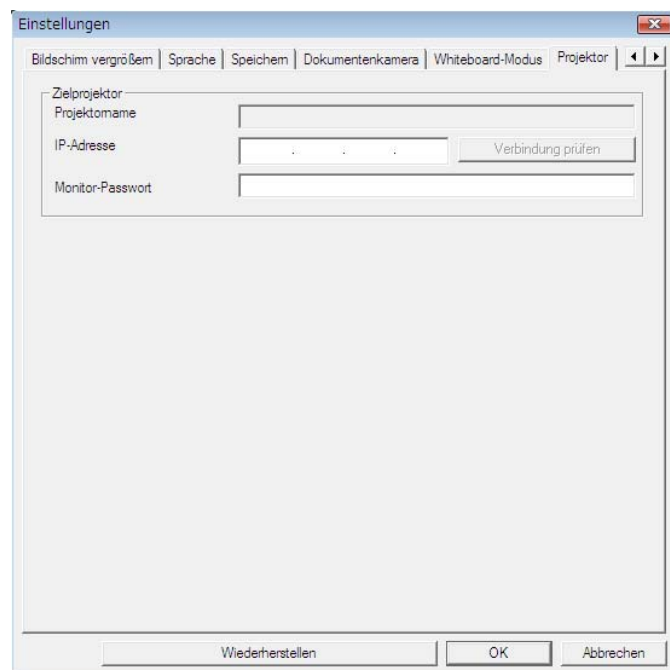 Einstellungen
Bildschirm vergrößern Sprache Speichern Dokumentenkamera Whiteboard-Modus Projektor
Zielprojektor
Projektorname
IP-Adresse . . . Verbindung prüfen
Monitor-Passwort
Wiederherstellen OK Abbrechen